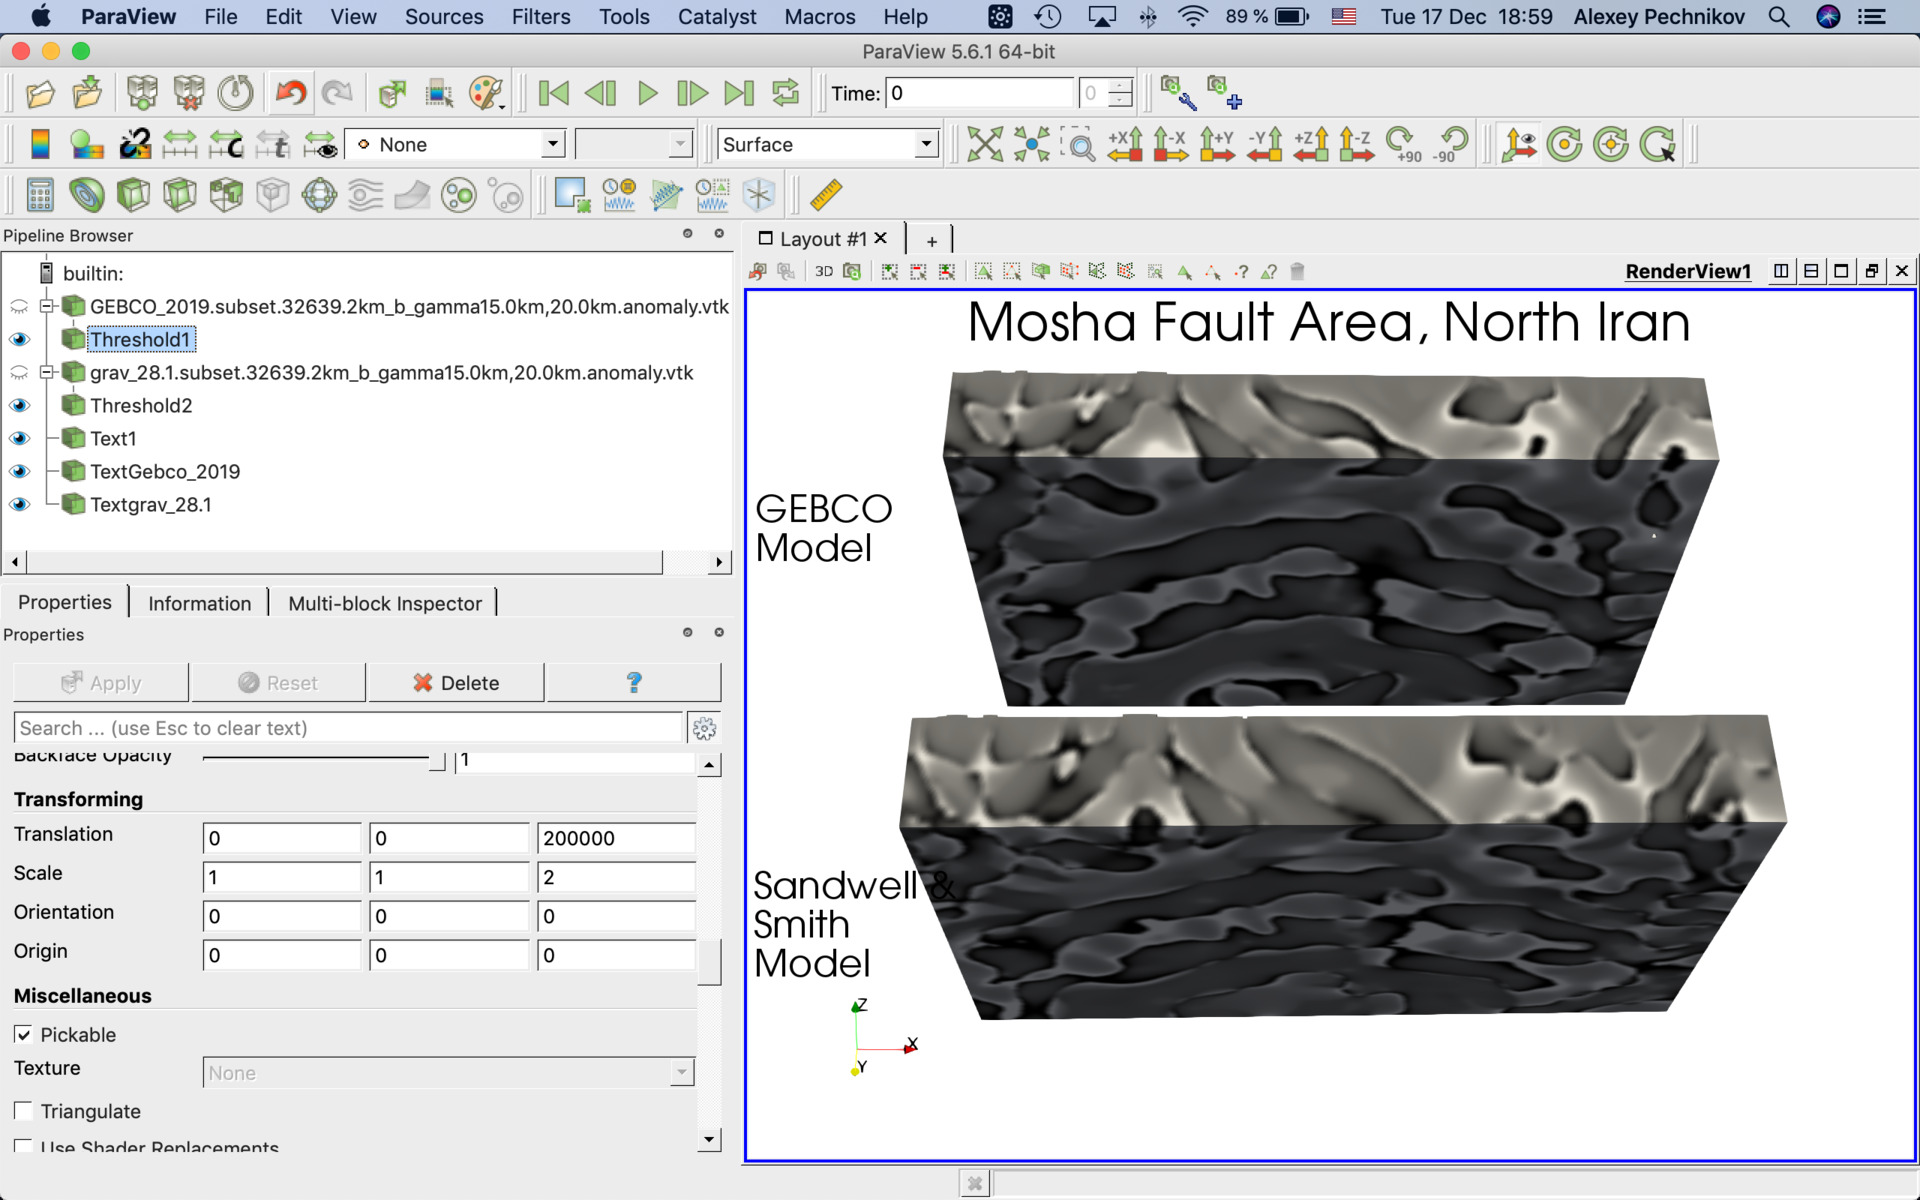 ParaView File Edit View Sources Filters Tools Catalyst Macros Help 89 % Tue 17 Dec 18:59 Alexey Pechnikov
ParaView 5.6.1 64-bit
Time: 0 0
None Surface +X -X +Y -Y +Z -Z +90 -90
C t
Pipeline Browser
Layout #1 +
builtin:
3D ? RenderView1
GEBCO_2019.subset.32639.2km_b_gamma15.0km,20.0km.anomaly.vtk
Threshold1
grav_28.1.subset.32639.2km_b_gamma15.0km,20.0km.anomaly.vtk
Threshold2
Text1
TextGebco_2019
Textgrav_28.1
Properties Information Multi-block Inspector
Properties
Apply Reset Delete ?
Search ... (use Esc to clear text)
Backface Opacity 1
Transforming
Translation 0 0 200000
Scale 1 1 2
Orientation 0 0 0
Origin 0 0 0
Miscellaneous
Pickable
Texture None
Triangulate
Use Shader Replacements
Mosha Fault Area, North Iran
GEBCO
Model
Sandwell &
Smith
Model
Z
X
Y